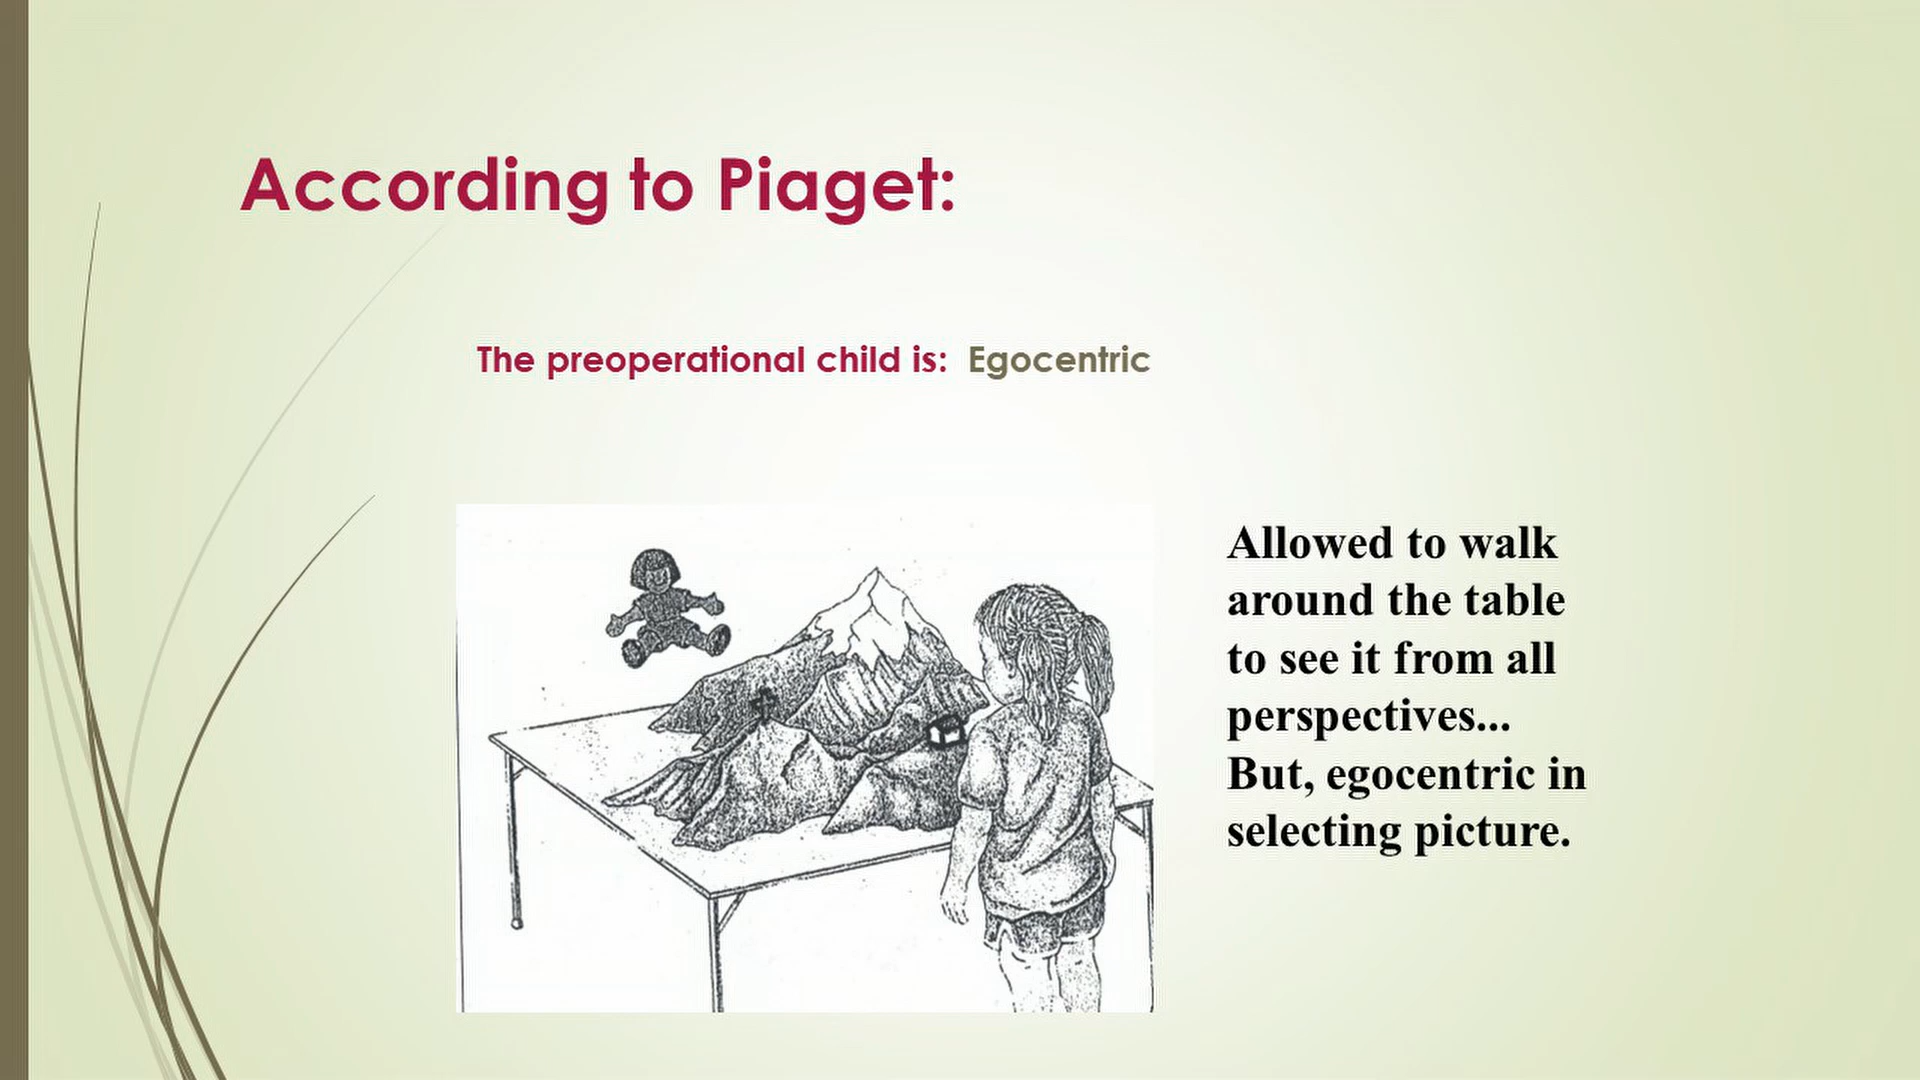 According to Piaget:
The preoperational child is: Egocentric
Allowed to walk
around the table
to see it from all
perspectives...
But, egocentric in
selecting picture.